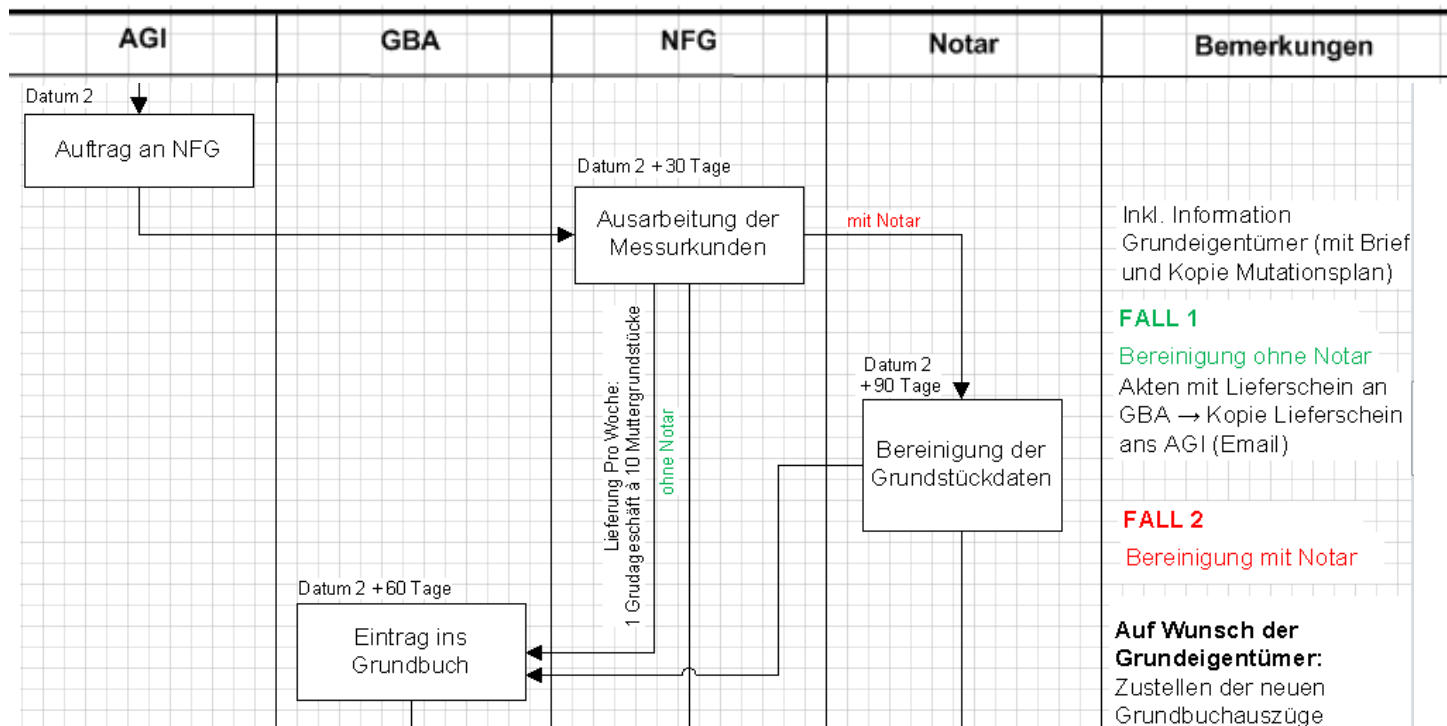 AGI
GBA
NFG
Notar
Bemerkungen
Datum 2
Auftrag an NFG
Datum 2 +30 Tage
Ausarbeitung der
Messurkunden
mit Notar
Inkl. Information
Grundeigentümer (mit Brief
und Kopie Mutationsplan)
FALL 1
Bereinigung ohne Notar
Akten mit Lieferschein an
GBA → Kopie Lieferschein
ans AGI (Email)
Lieferung Pro Woche:
1 Grudageschäft à 10 Muttergrundstücke
ohne Notar
Datum 2
+90 Tage
Bereinigung der
Grundstückdaten
FALL 2
Bereinigung mit Notar
Datum 2 +60 Tage
Eintrag ins
Grundbuch
Auf Wunsch der
Grundeigentümer:
Zustellen der neuen
Grundbuchauszüge